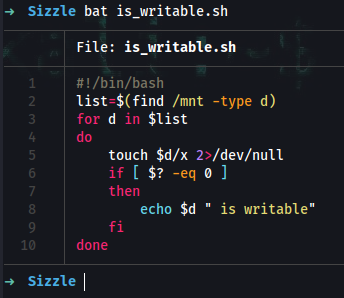 → Sizzle bat is_writable.sh
File: is_writable.sh
1 #!/bin/bash
2 list=$(find /mnt -type d)
3 for d in $list
4 do
5 touch $d/x 2>/dev/null
6 if [ $? -eq 0 ]
7 then
8 echo $d " is writable"
9 fi
10 done
→ Sizzle